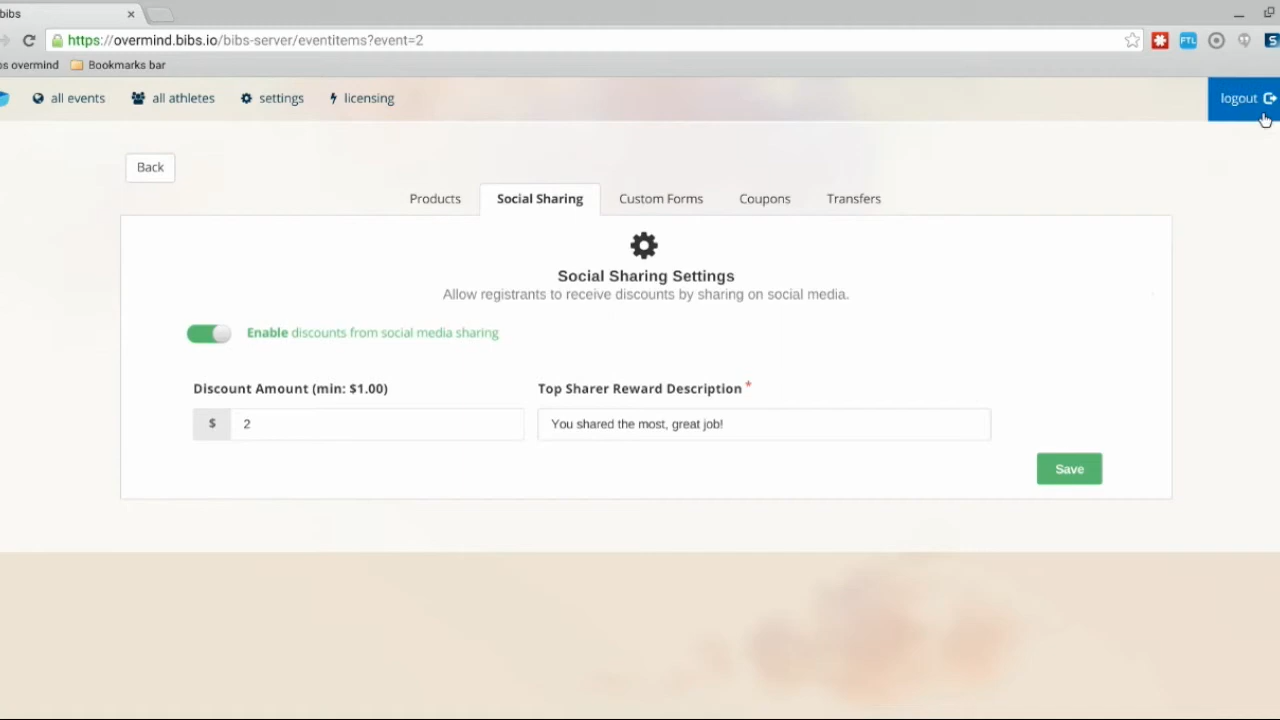 bibs
https://overmind.bibs.io/bibs-server/eventitems?event=2
FTL
S
s overmind Bookmarks bar
all events all athletes settings licensing logout
Back
Products Social Sharing Custom Forms Coupons Transfers
Social Sharing Settings
Allow registrants to receive discounts by sharing on social media.
Enable discounts from social media sharing
Discount Amount (min: $1.00) Top Sharer Reward Description *
$ 2 You shared the most, great job!
Save